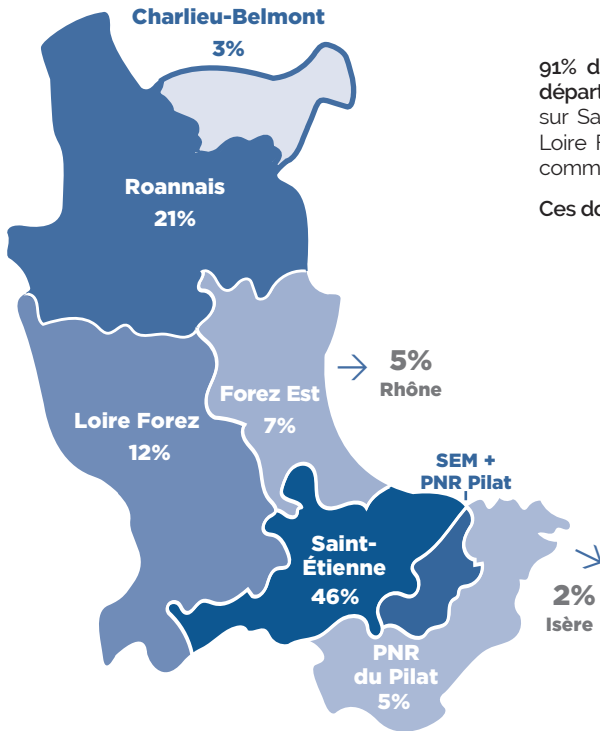 Charlieu-Belmont
3%
91% d
départ
sur Sa
Loire F
comm
Ces do
Roannais
21%
5%
Rhône
Forez Est
7%
Loire Forez
12%
SEM +
PNR Pilat
Saint-
Étienne
46%
2%
Isère
PNR
du Pilat
5%